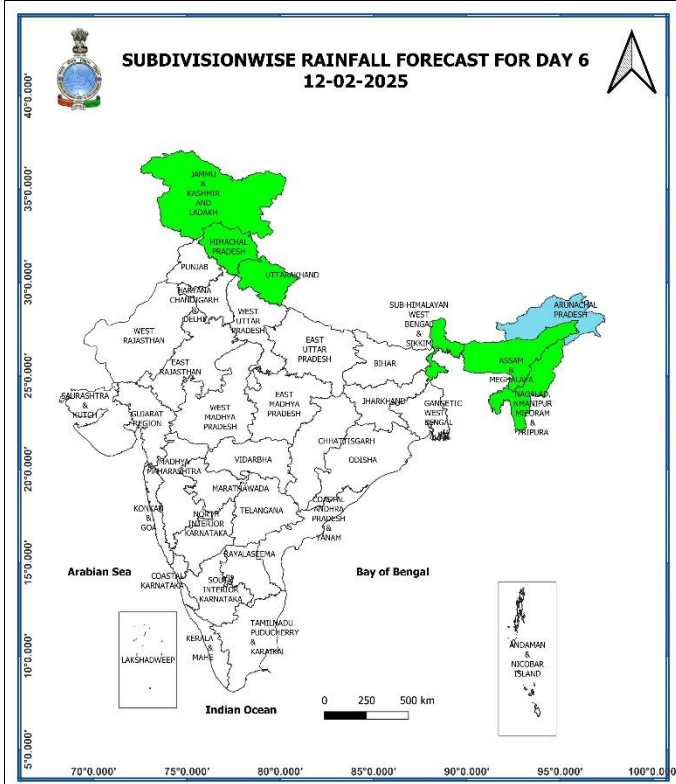 SUBDIVISIONWISE RAINFALL FORECAST FOR DAY 6
12-02-2025
40°0.000'
35°0.000'
30°0.000'
25°0.000'
20°0.000'
15°0.000'
10°0.000'
5°0.000'
JAMMU
&
KASHMIR
AND
LADAKH
HIMACHAL
PRADESH
PUNJAB
UTTARAKHAND
HARYANA
CHANDIGARH
&
DELHI
WEST
UTTAR
PRADESH
SUB-HIMALAYAN
WEST
BENGAL
&
SIKKIM
ARUNACHAL
PRADESH
WEST
RAJASTHAN
EAST
UTTAR
PRADESH
EAST
RAJASTHAN
BIHAR
ASSAM
&
MEGHALAYA
NAGALAND,
NMANIPUR
MIZORAM
&
TRIPURA
SAURASHTRA
&
KUTCH
GUJARAT
REGION
WEST
MADHYA
PRADESH
EAST
MADHYA
PRADESH
JHARKHAND
GANGETIC
WEST
BENGAL
CHHATTISGARH
ODISHA
MADHYA
MAHARASHTRA
VIDARBHA
MARATHAWADA
KONKAN
&
GOA
NORTH
INTERIOR
KARNATAKA
TELANGANA
COASTAL
ANDHRA
PRADESH
&
YANAM
RAYALASEEMA
Arabian Sea
Bay of Bengal
COASTAL
KARNATAKA
SOUTH
INTERIOR
KARNATAKA
LAKSHADWEEP
KERALA
&
MAHE
TAMILNADU
PUDUCHERRY
&
KARAIKAL
ANDAMAN
&
NICOBAR
ISLAND
Indian Ocean
0 250 500 km
70°0.000' 75°0.000' 80°0.000' 85°0.000' 90°0.000' 95°0.000' 100°0.000'